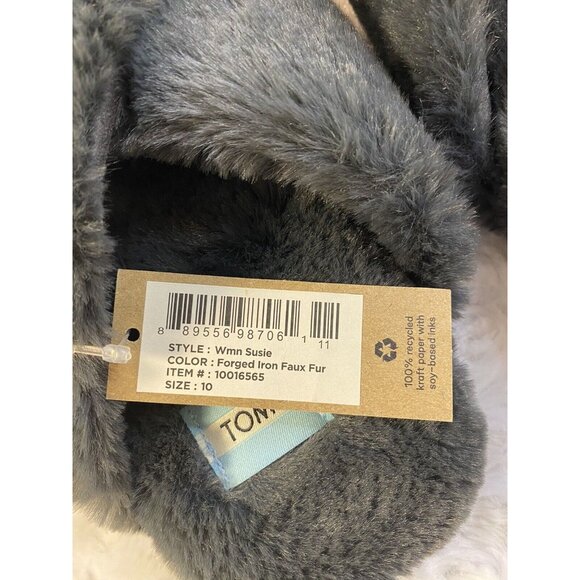 8 89556 98706 1 11
STYLE : Wmn Susie
COLOR : Forged Iron Faux Fur
ITEM # : 10016565
SIZE : 10
100% recycled
kraft paper with
soy-based inks